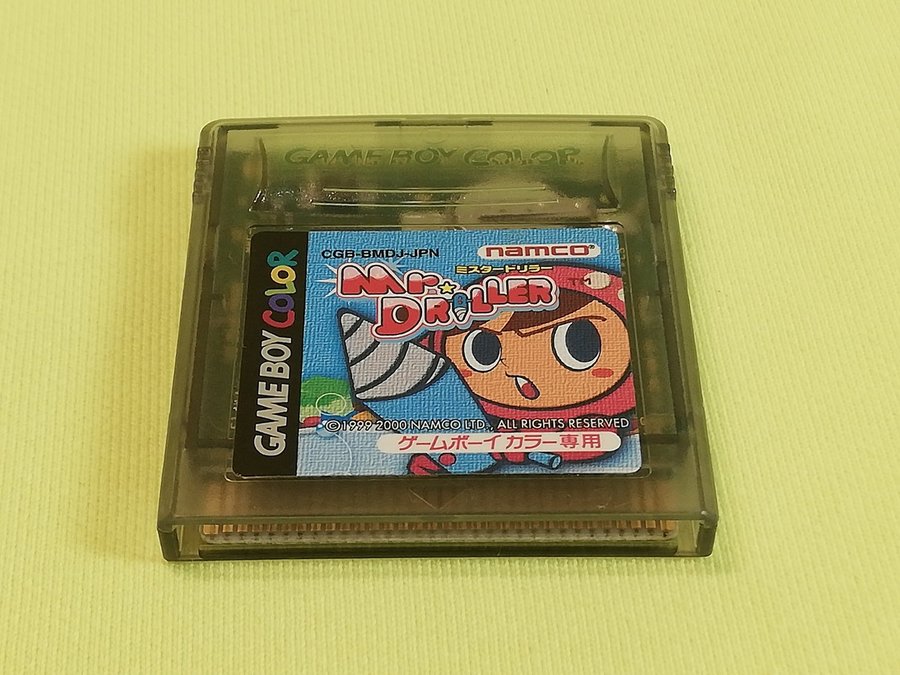 GAME BOY COLOR
GAME BOY COLOR
CGB-BMDJ-JPN
namco®
ミスタードリラー
Mr.
DRILLER
©1999 2000 NAMCO LTD., ALL RIGHTS RESERVED
ゲームボーイカラー専用